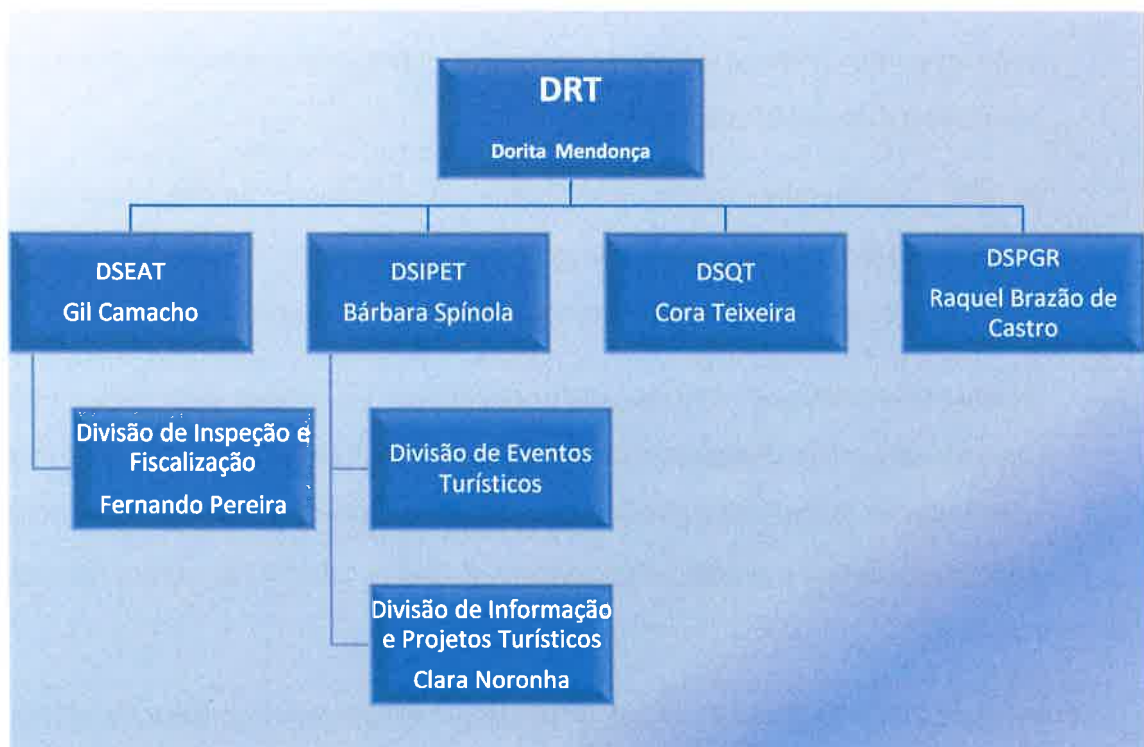 DRT
Dorita Mendonça
DSEAT
Gil Camacho
DSIPET
Bárbara Spínola
DSQT
Cora Teixeira
DSPGR
Raquel Brazão de
Castro
Divisão de Inspeção e
Fiscalização
Fernando Pereira
Divisão de Eventos
Turísticos
Divisão de Informação
e Projetos Turísticos
Clara Noronha